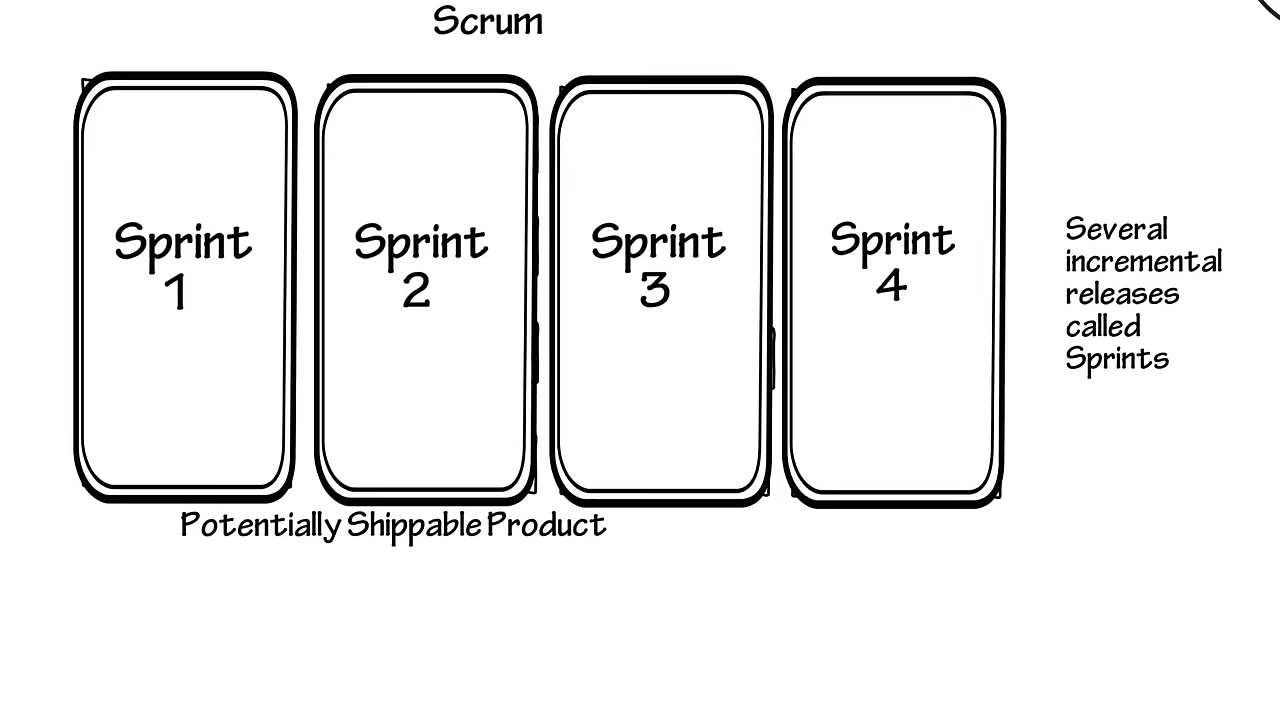 Scrum
Sprint
1
Sprint
2
Sprint
3
Sprint
4
Several
incremental
releases
called
Sprints
Potentially Shippable Product